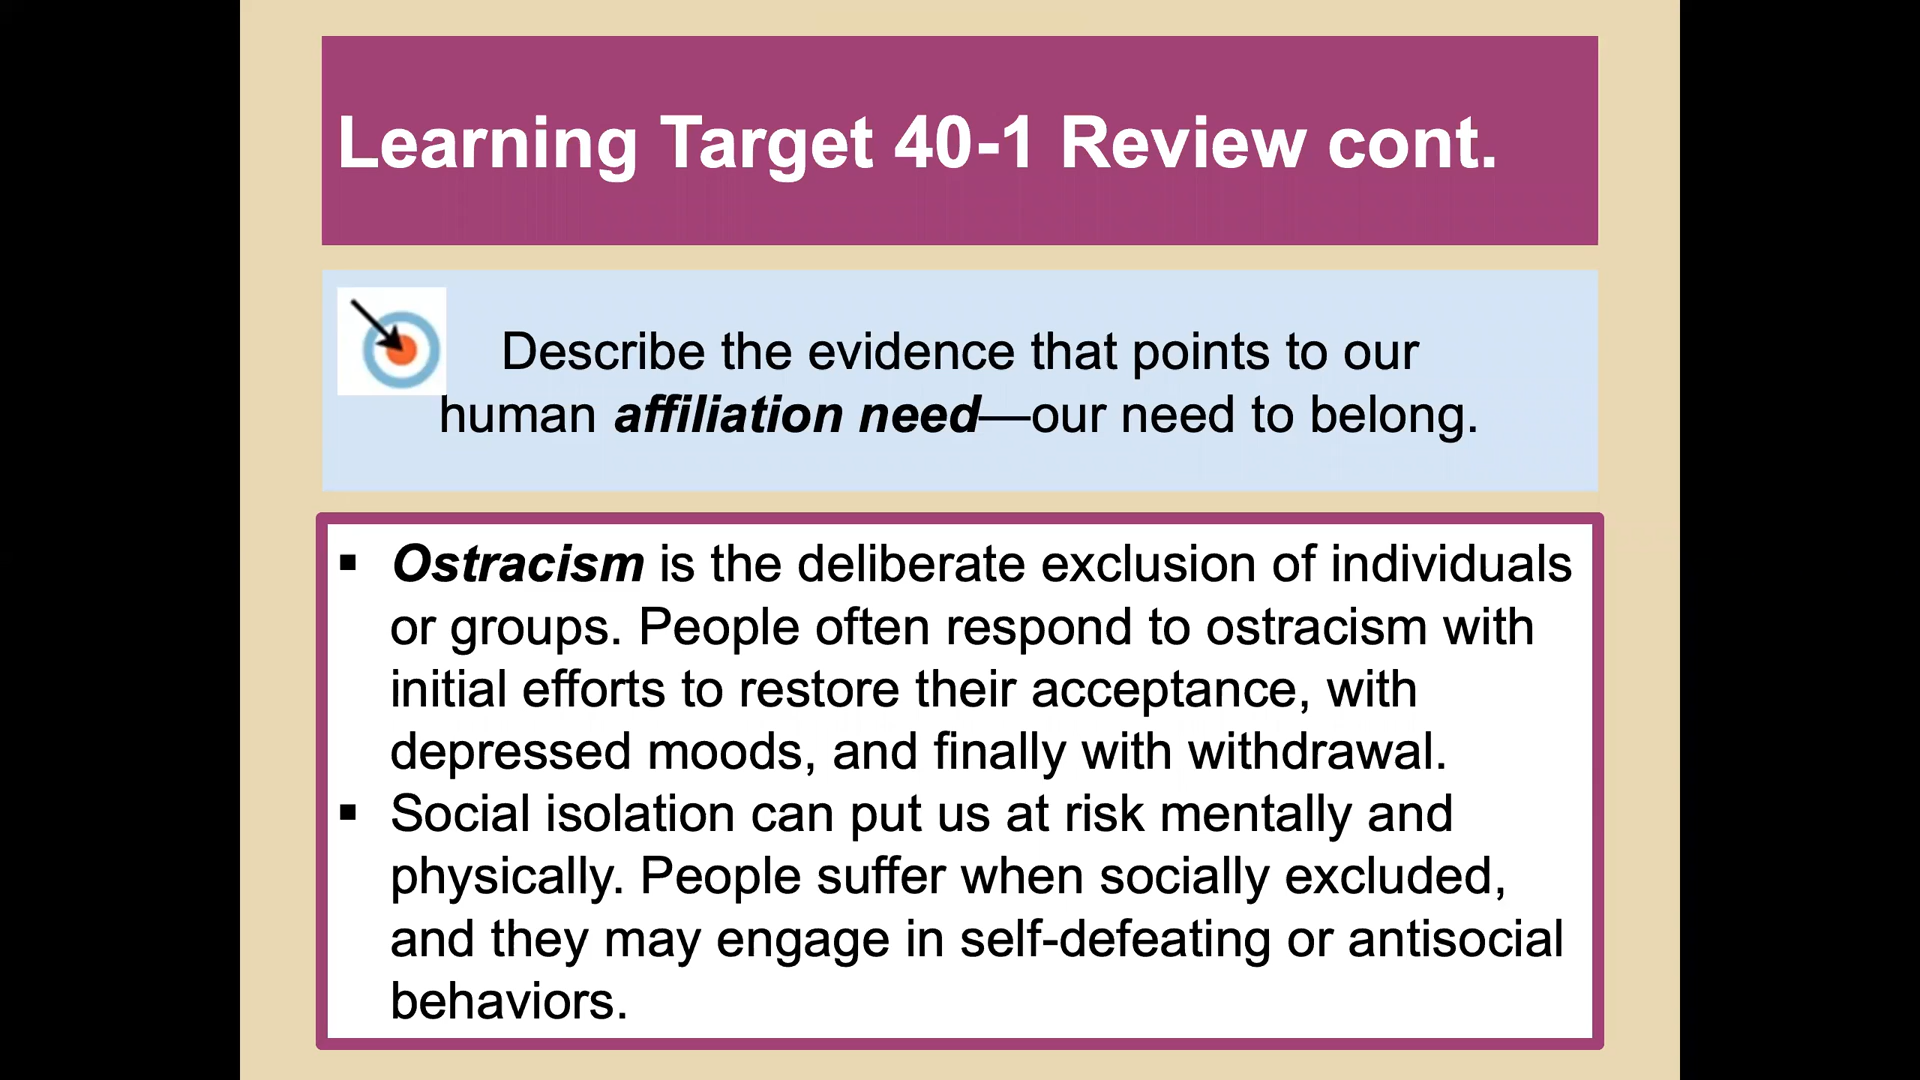 Learning Target 40-1 Review cont.
Describe the evidence that points to our
human affiliation need—our need to belong.
▪ Ostracism is the deliberate exclusion of individuals
or groups. People often respond to ostracism with
initial efforts to restore their acceptance, with
depressed moods, and finally with withdrawal.
▪ Social isolation can put us at risk mentally and
physically. People suffer when socially excluded,
and they may engage in self-defeating or antisocial
behaviors.